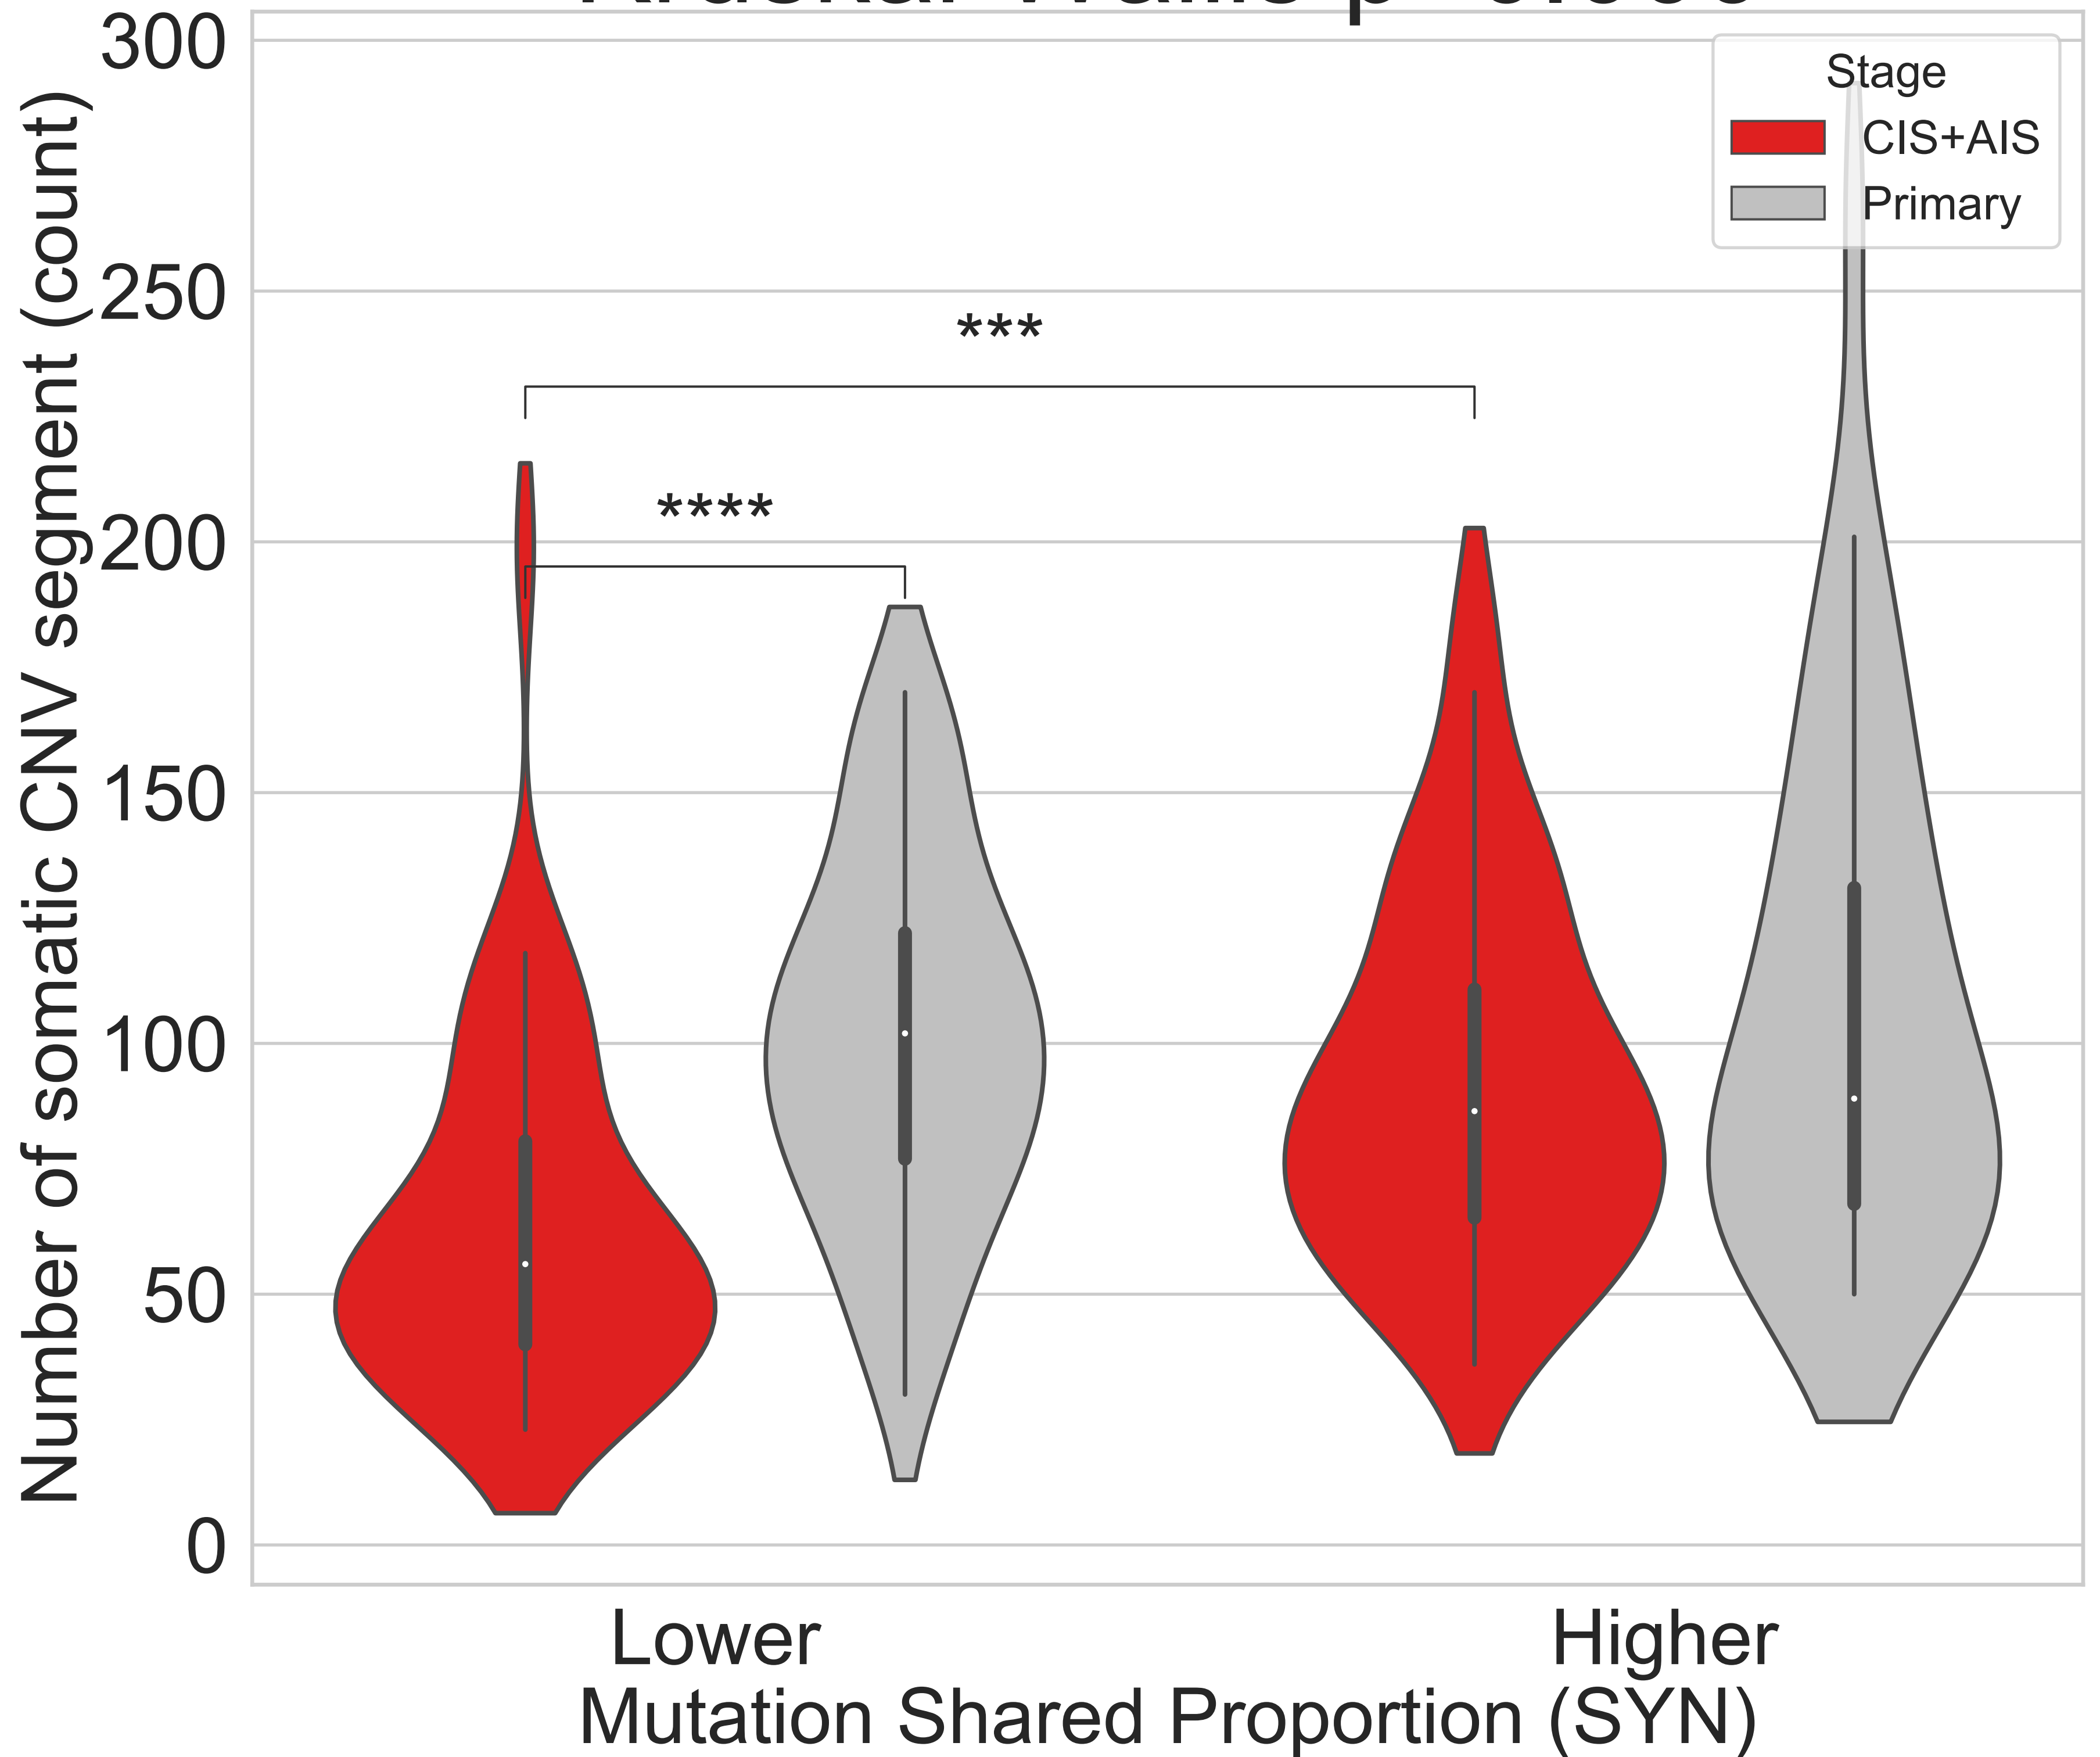 300
250
200
150
100
50
0
Number of somatic CNV segment (count)
Stage
CIS+AIS
Primary
***
****
Lower
Higher
Mutation Shared Proportion (SYN)